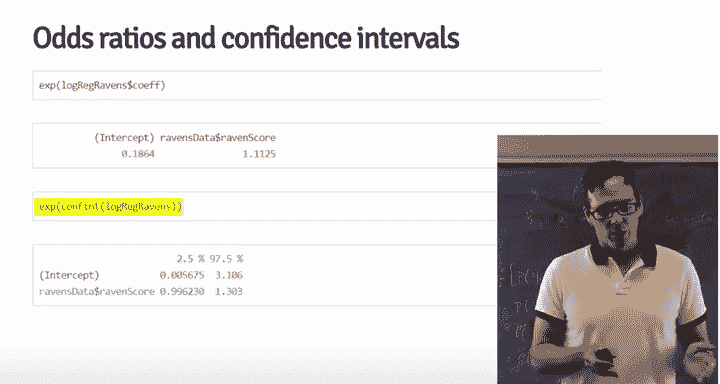 Odds ratios and confidence intervals
exp(logRegRavens$coeff)
(Intercept) ravensData$ravenScore
0.1864 1.1125
exp(confint(logRegRavens))
2.5 % 97.5 %
(Intercept) 0.005675 3.106
ravensData$ravenScore 0.996230 1.303